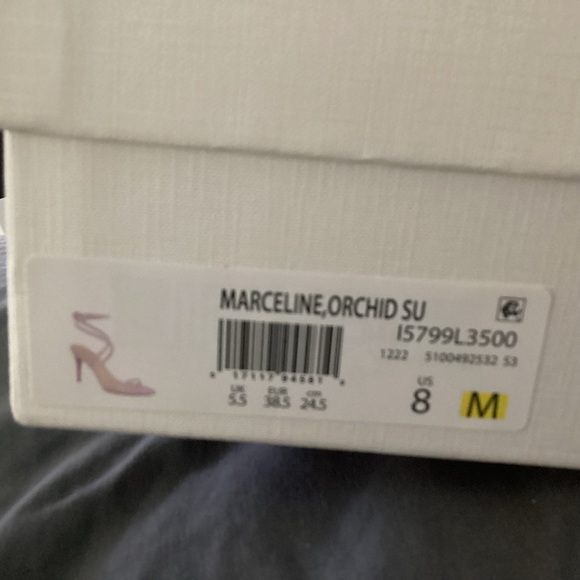 MARCELINE,ORCHID SU
I5799L3500
1222 5100492532 53
UK EUR cm
5.5 38.5 24.5
US
8 M